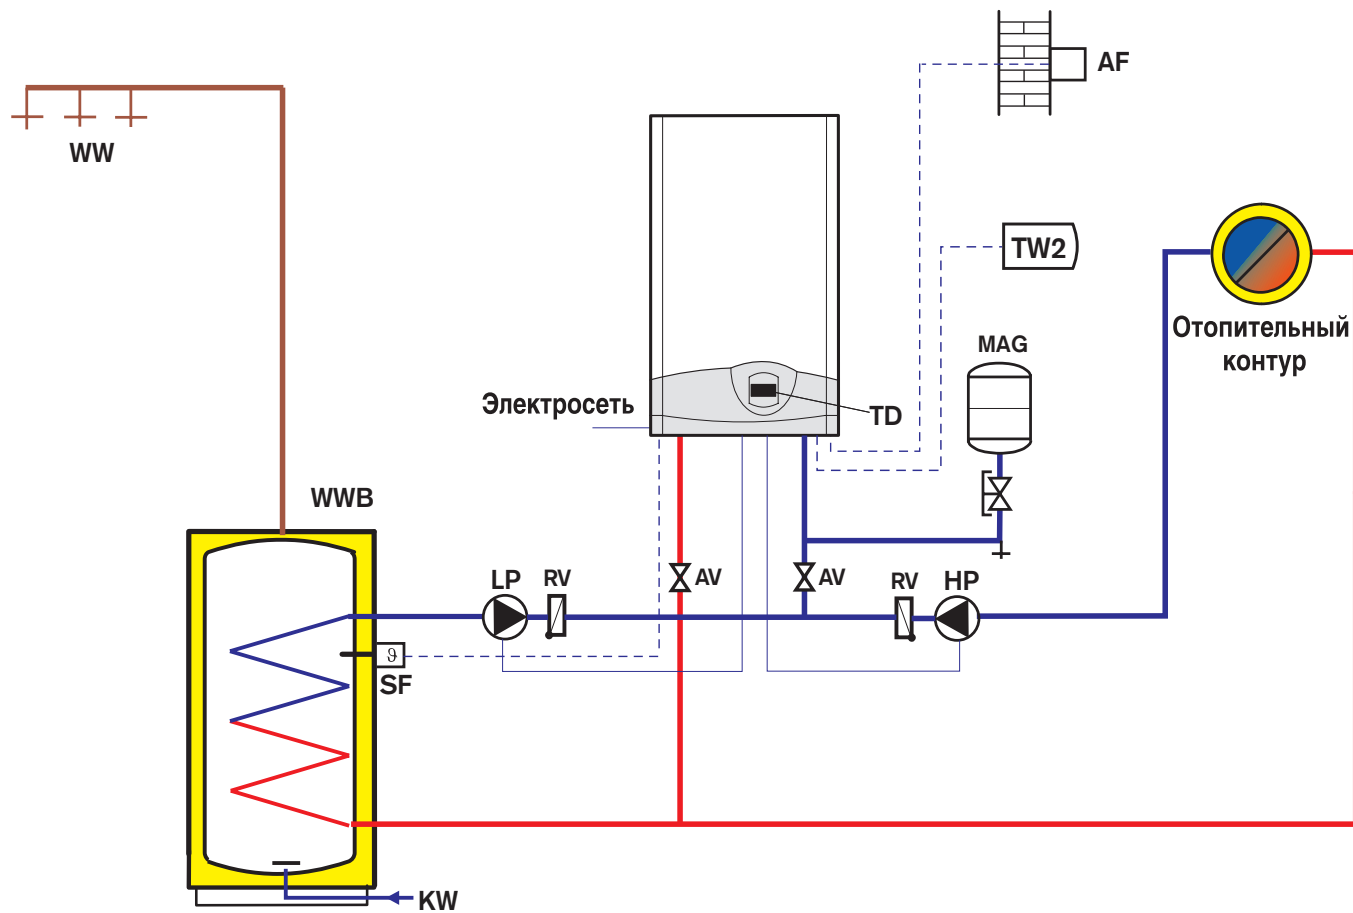 AF
WW
TW2
Отопительный
контур
MAG
Электросеть
TD
WWB
LP
RV
AV
AV
RV
HP
ϑ
SF
KW